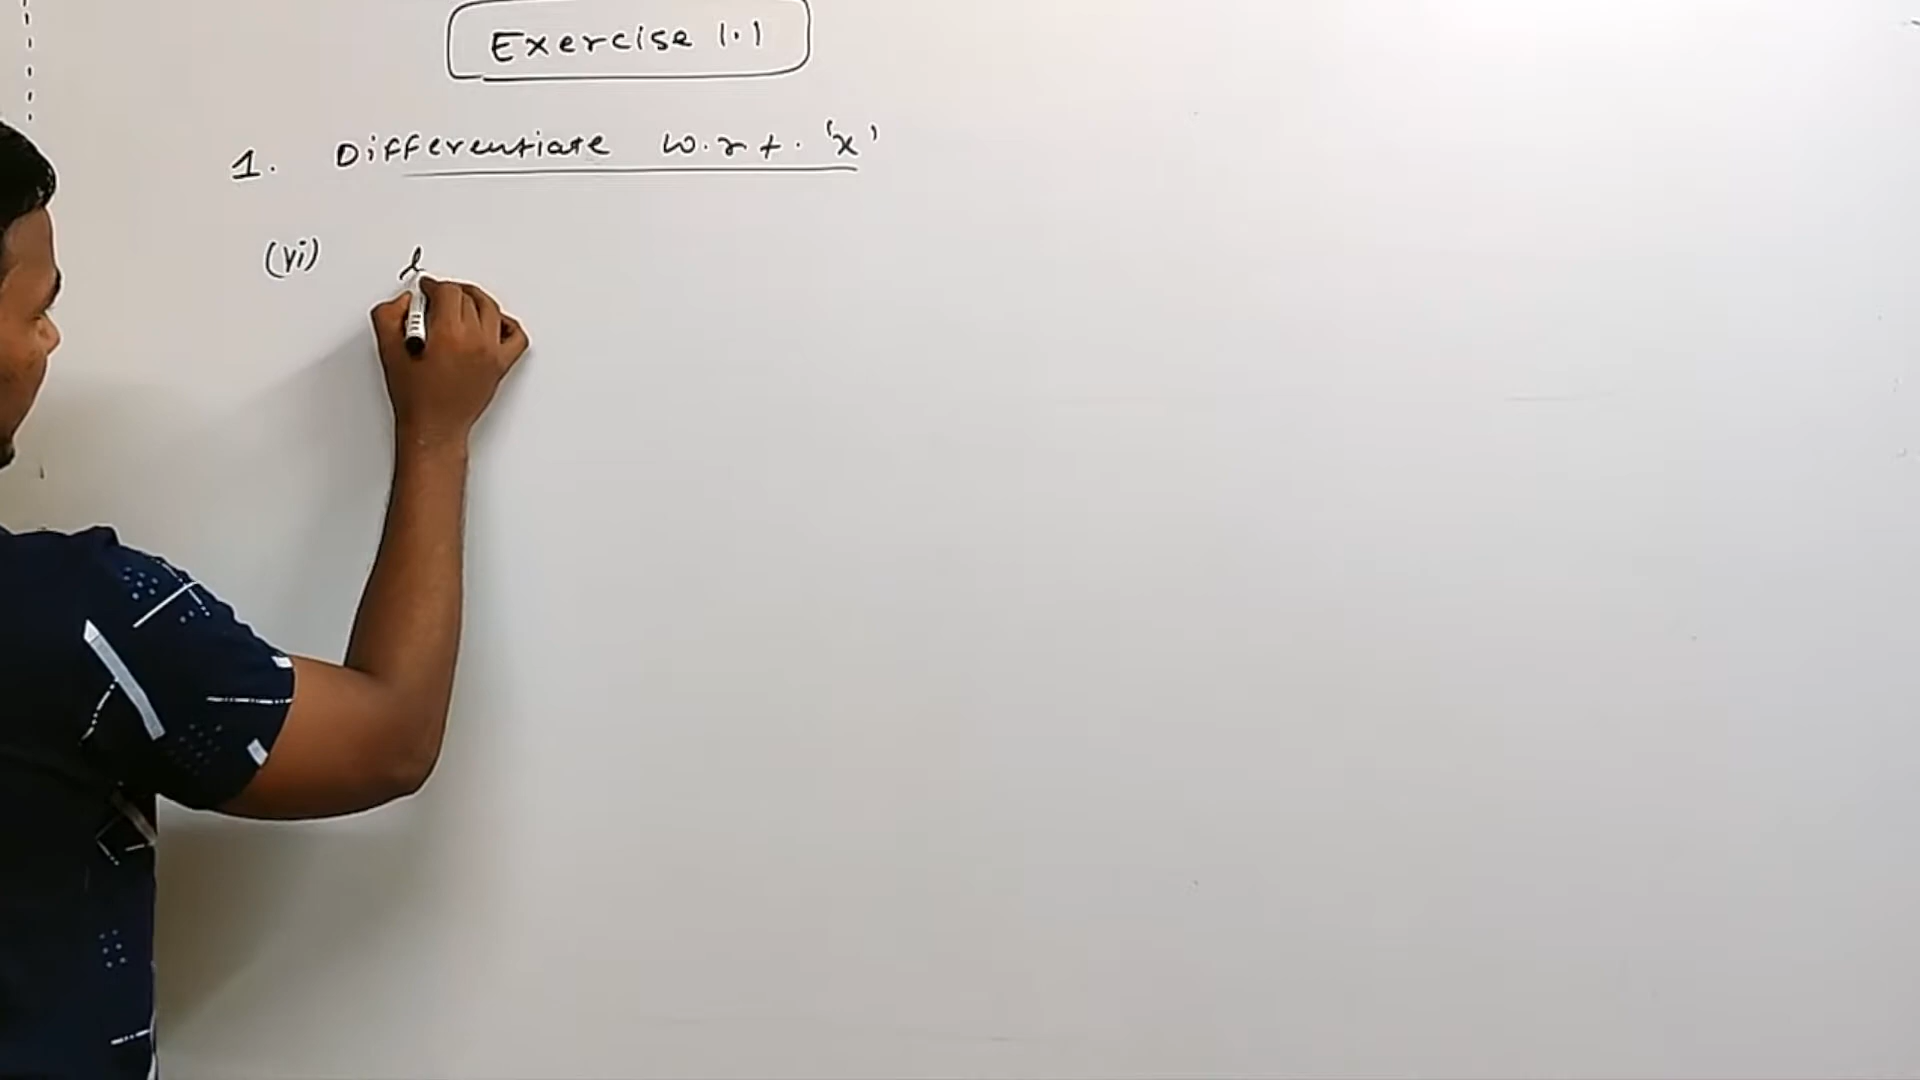 Exercise 1.1
1. Differentiate w.r.t. 'x'
(vi)